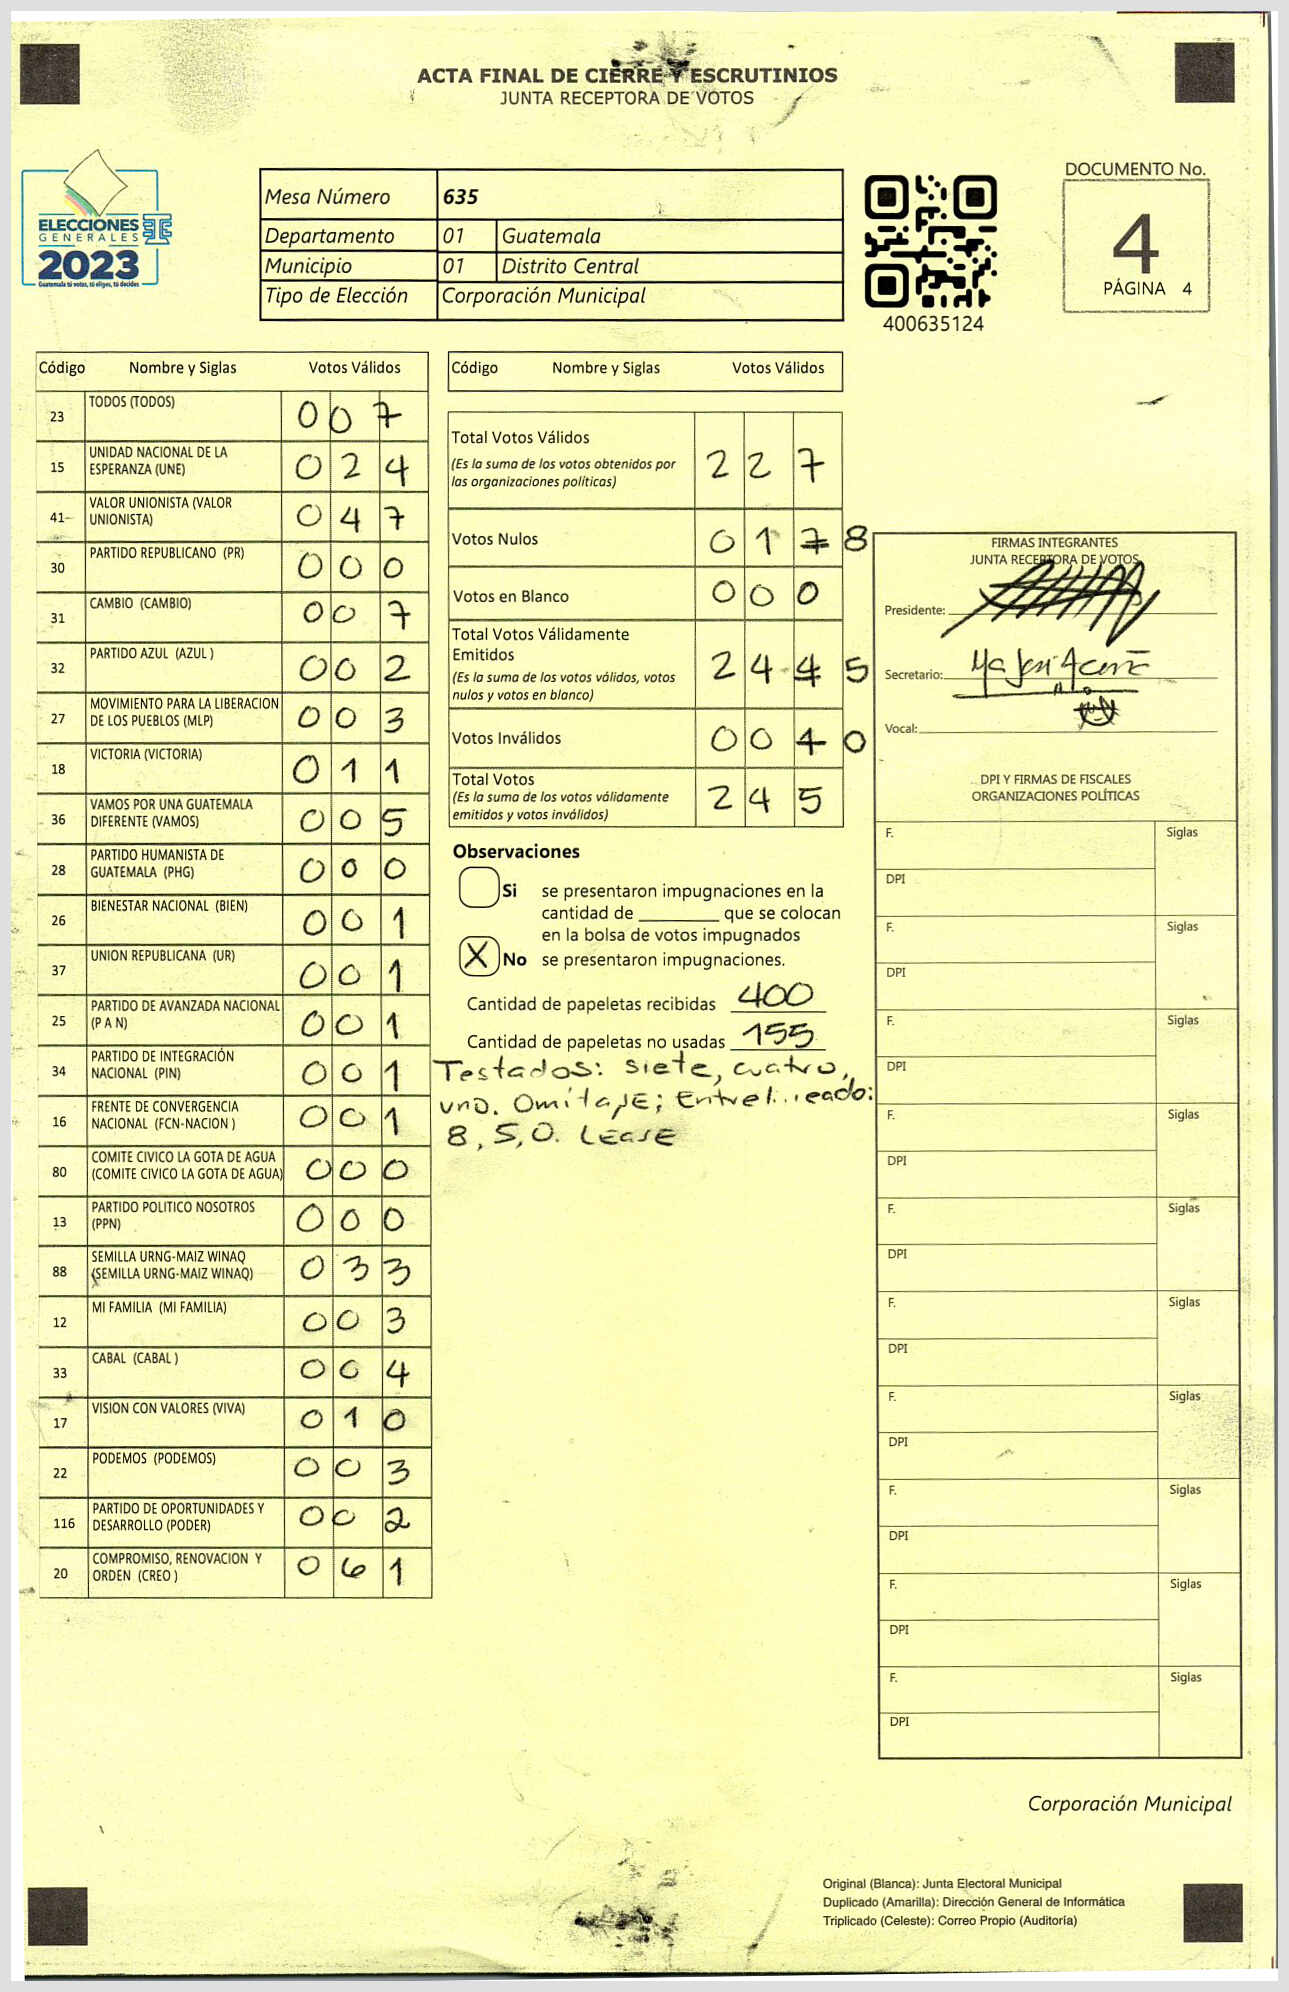 ACTA FINAL DE CIERRE Y ESCRUTINIOS
JUNTA RECEPTORA DE VOTOS
ELECCIONES
GENERALES
2023
Guatemala tú votas, tú eliges, tú decides
Mesa Número 635
Departamento 01 Guatemala
Municipio 01 Distrito Central
Tipo de Elección Corporación Municipal
400635124
DOCUMENTO No.
4
PÁGINA 4
Código Nombre y Siglas Votos Válidos
23 TODOS (TODOS) 0 0 7
15 UNIDAD NACIONAL DE LA ESPERANZA (UNE) 0 2 4
41 VALOR UNIONISTA (VALOR UNIONISTA) 0 4 7
30 PARTIDO REPUBLICANO (PR) 0 0 0
31 CAMBIO (CAMBIO) 0 0 7
32 PARTIDO AZUL (AZUL ) 0 0 2
27 MOVIMIENTO PARA LA LIBERACION DE LOS PUEBLOS (MLP) 0 0 3
18 VICTORIA (VICTORIA) 0 1 1
36 VAMOS POR UNA GUATEMALA DIFERENTE (VAMOS) 0 0 5
28 PARTIDO HUMANISTA DE GUATEMALA (PHG) 0 0 0
26 BIENESTAR NACIONAL (BIEN) 0 0 1
37 UNION REPUBLICANA (UR) 0 0 1
25 PARTIDO DE AVANZADA NACIONAL (P A N) 0 0 1
34 PARTIDO DE INTEGRACIÓN NACIONAL (PIN) 0 0 1
16 FRENTE DE CONVERGENCIA NACIONAL (FCN-NACION ) 0 0 1
80 COMITE CIVICO LA GOTA DE AGUA (COMITE CIVICO LA GOTA DE AGUA) 0 0 0
13 PARTIDO POLITICO NOSOTROS (PPN) 0 0 0
88 SEMILLA URNG-MAIZ WINAQ (SEMILLA URNG-MAIZ WINAQ) 0 3 3
12 MI FAMILIA (MI FAMILIA) 0 0 3
33 CABAL (CABAL ) 0 0 4
17 VISION CON VALORES (VIVA) 0 1 0
22 PODEMOS (PODEMOS) 0 0 3
116 PARTIDO DE OPORTUNIDADES Y DESARROLLO (PODER) 0 0 2
20 COMPROMISO, RENOVACION Y ORDEN (CREO ) 0 6 1
Código Nombre y Siglas Votos Válidos
Total Votos Válidos 2 2 7
(Es la suma de los votos obtenidos por
las organizaciones políticas)
Votos Nulos 0 1 7 8
Votos en Blanco 0 0 0
Total Votos Válidamente
Emitidos 2 4 4 5
(Es la suma de los votos válidos, votos
nulos y votos en blanco)
Votos Inválidos 0 0 1 0
Total Votos 2 4 5
(Es la suma de los votos válidamente
emitidos y votos inválidos)
Observaciones
Si se presentaron impugnaciones en la
cantidad de ________ que se colocan
en la bolsa de votos impugnados
X No se presentaron impugnaciones.
Cantidad de papeletas recibidas 400
Cantidad de papeletas no usadas 155
Testados: siete, cuatro,
uno. Omitase; Entrelineado:
8, 5, 0. Lease
FIRMAS INTEGRANTES
JUNTA RECEPTORA DE VOTOS
Presidente:
Secretario:
Vocal:
DPI Y FIRMAS DE FISCALES
ORGANIZACIONES POLÍTICAS
F. Siglas
DPI
F. Siglas
DPI
F. Siglas
DPI
F. Siglas
DPI
F. Siglas
DPI
F. Siglas
DPI
F. Siglas
DPI
F. Siglas
DPI
F. Siglas
DPI
F. Siglas
DPI
Corporación Municipal
Original (Blanca): Junta Electoral Municipal
Duplicado (Amarilla): Dirección General de Informática
Triplicado (Celeste): Correo Propio (Auditoría)